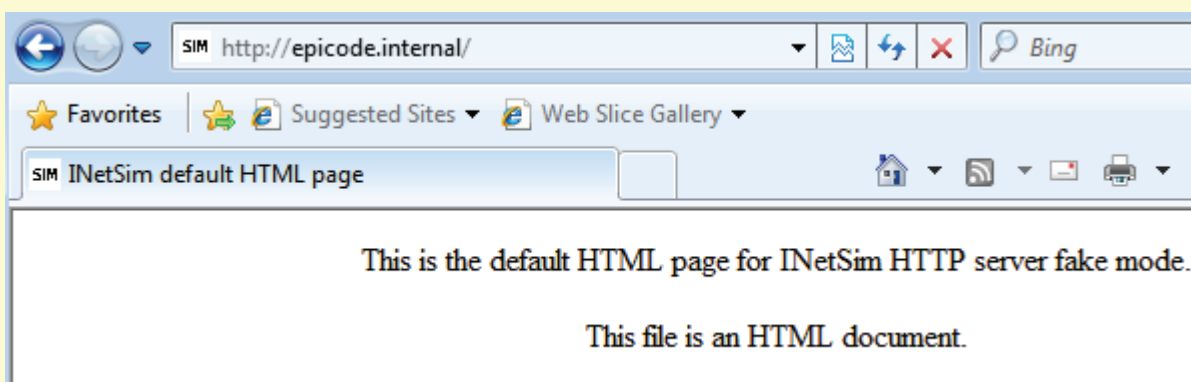 SIM http://epicode.internal/ Bing
Favorites Suggested Sites Web Slice Gallery
SIM INetSim default HTML page
This is the default HTML page for INetSim HTTP server fake mode.
This file is an HTML document.